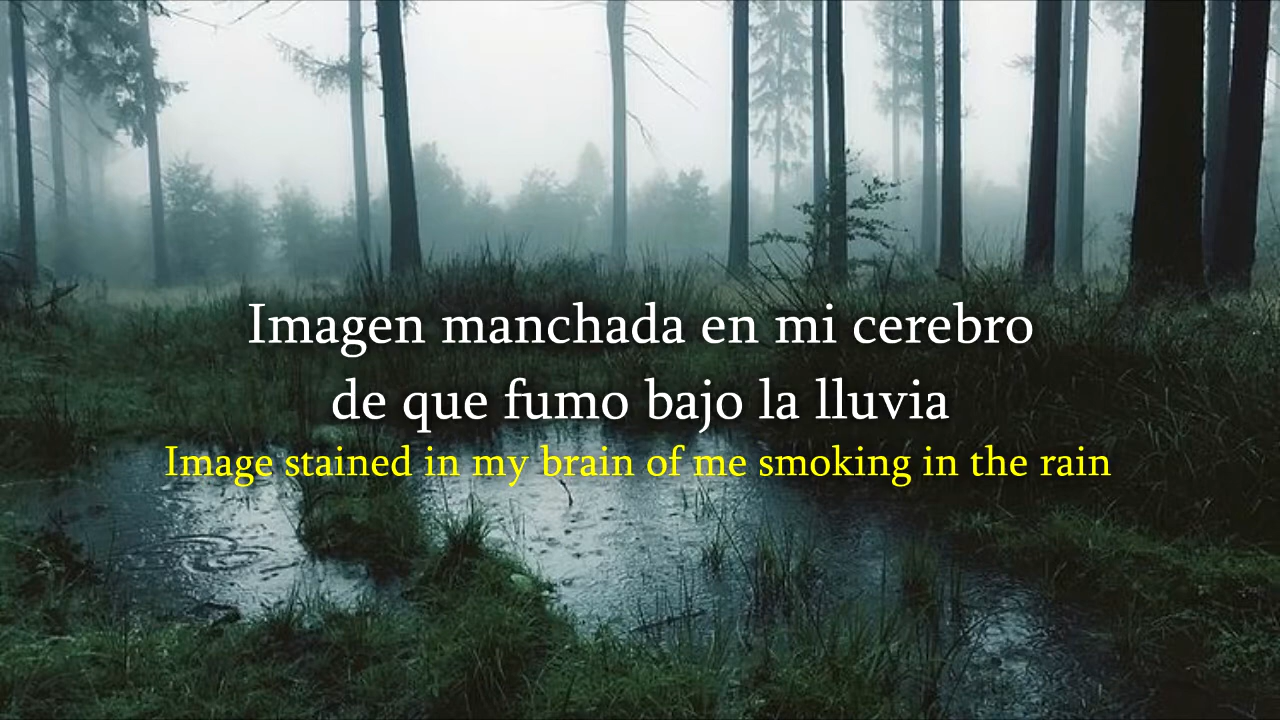 Imagen manchada en mi cerebro
de que fumo bajo la lluvia
Image stained in my brain of me smoking in the rain